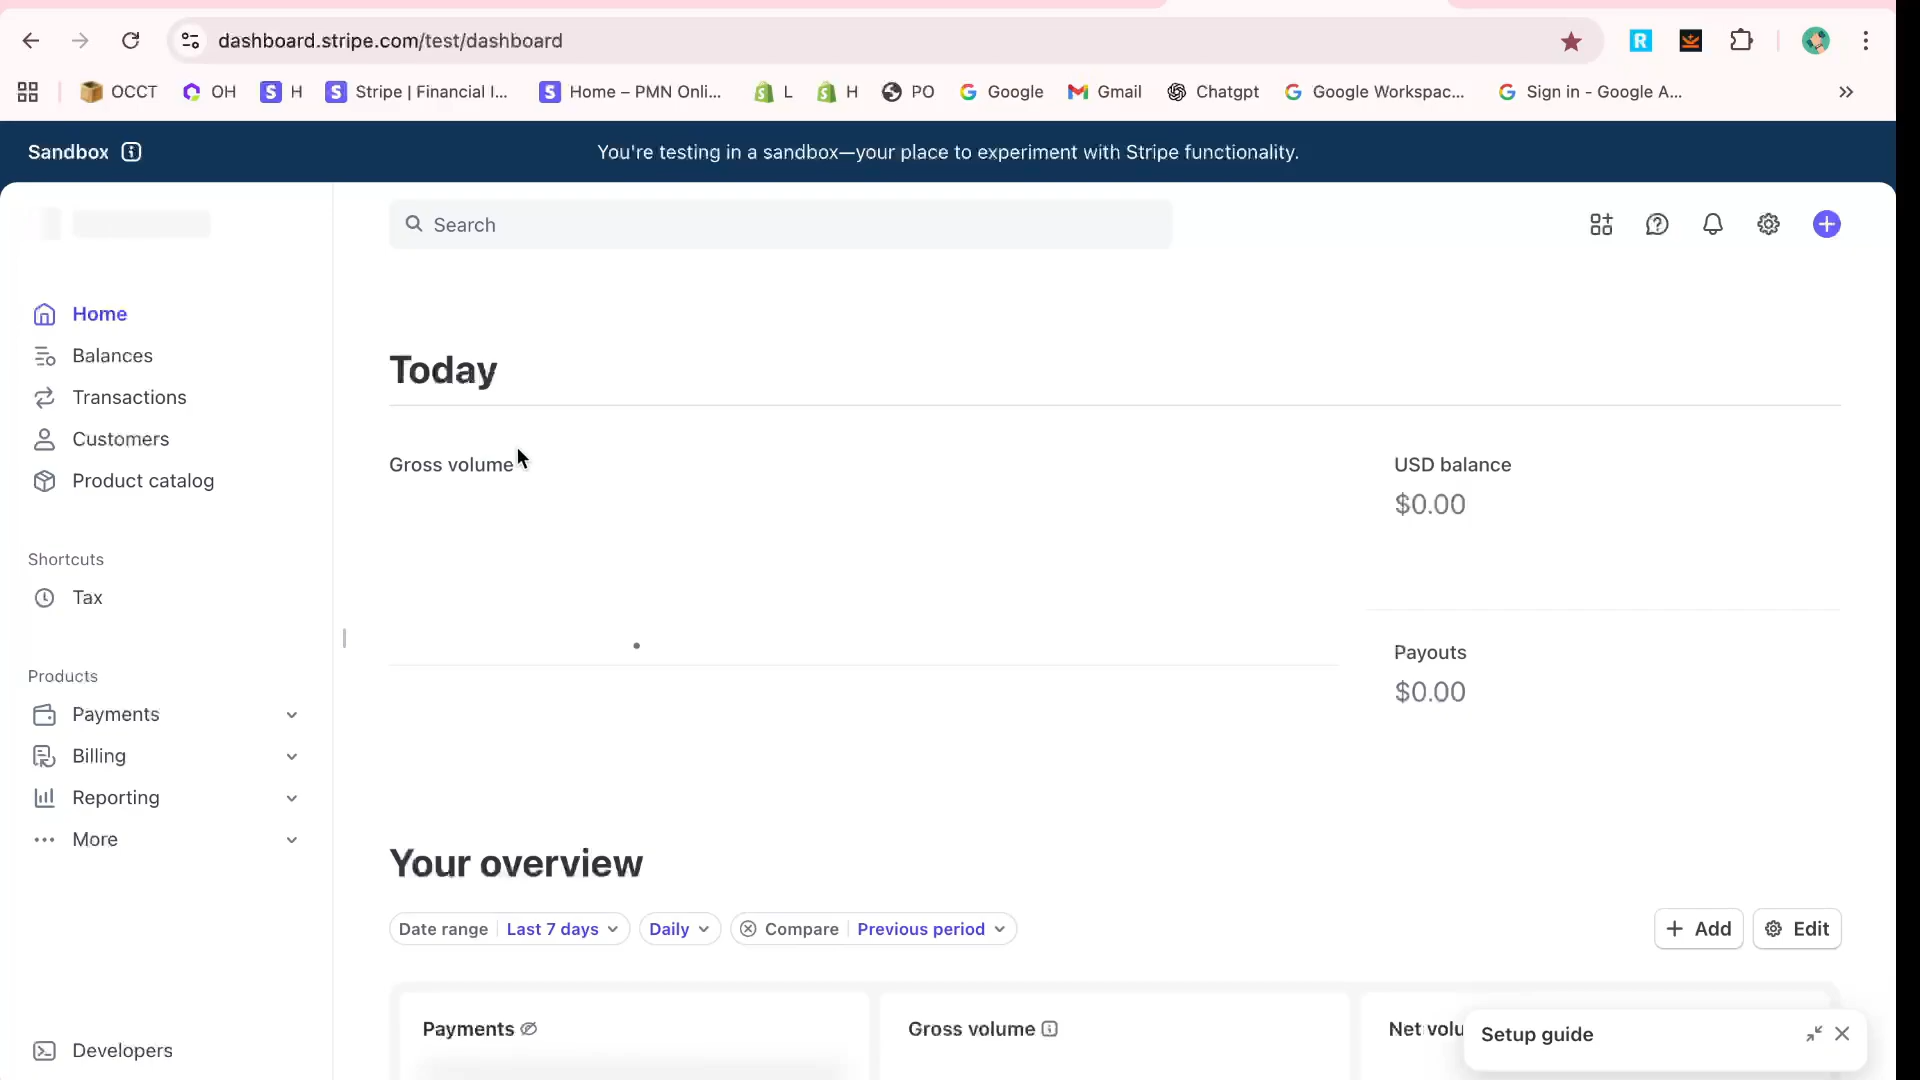 dashboard.stripe.com/test/dashboard
OCCT
OH
H
Stripe | Financial I...
Home – PMN Onli...
L
H
PO
Google
Gmail
Chatgpt
Google Workspac...
Sign in - Google A...
Sandbox
You're testing in a sandbox—your place to experiment with Stripe functionality.
Search
Home
Balances
Transactions
Customers
Product catalog
Shortcuts
Tax
Products
Payments
Billing
Reporting
More
Developers
Today
Gross volume
USD balance
$0.00
Payouts
$0.00
Your overview
Date range Last 7 days
Daily
Compare Previous period
Add
Edit
Payments
Gross volume
Net volu
Setup guide